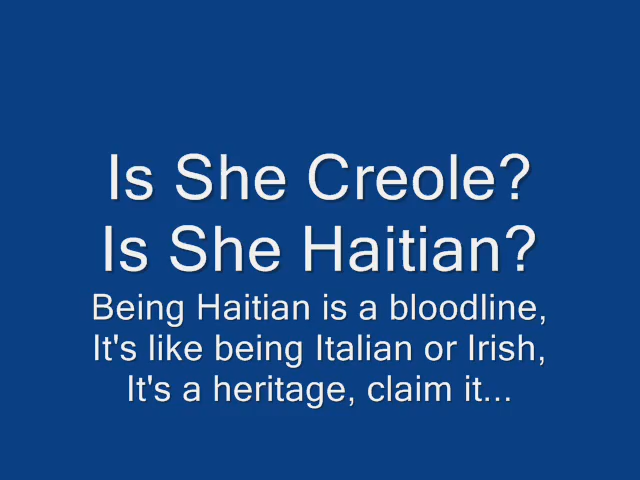 Is She Creole?
Is She Haitian?
Being Haitian is a bloodline,
It's like being Italian or Irish,
It's a heritage, claim it...